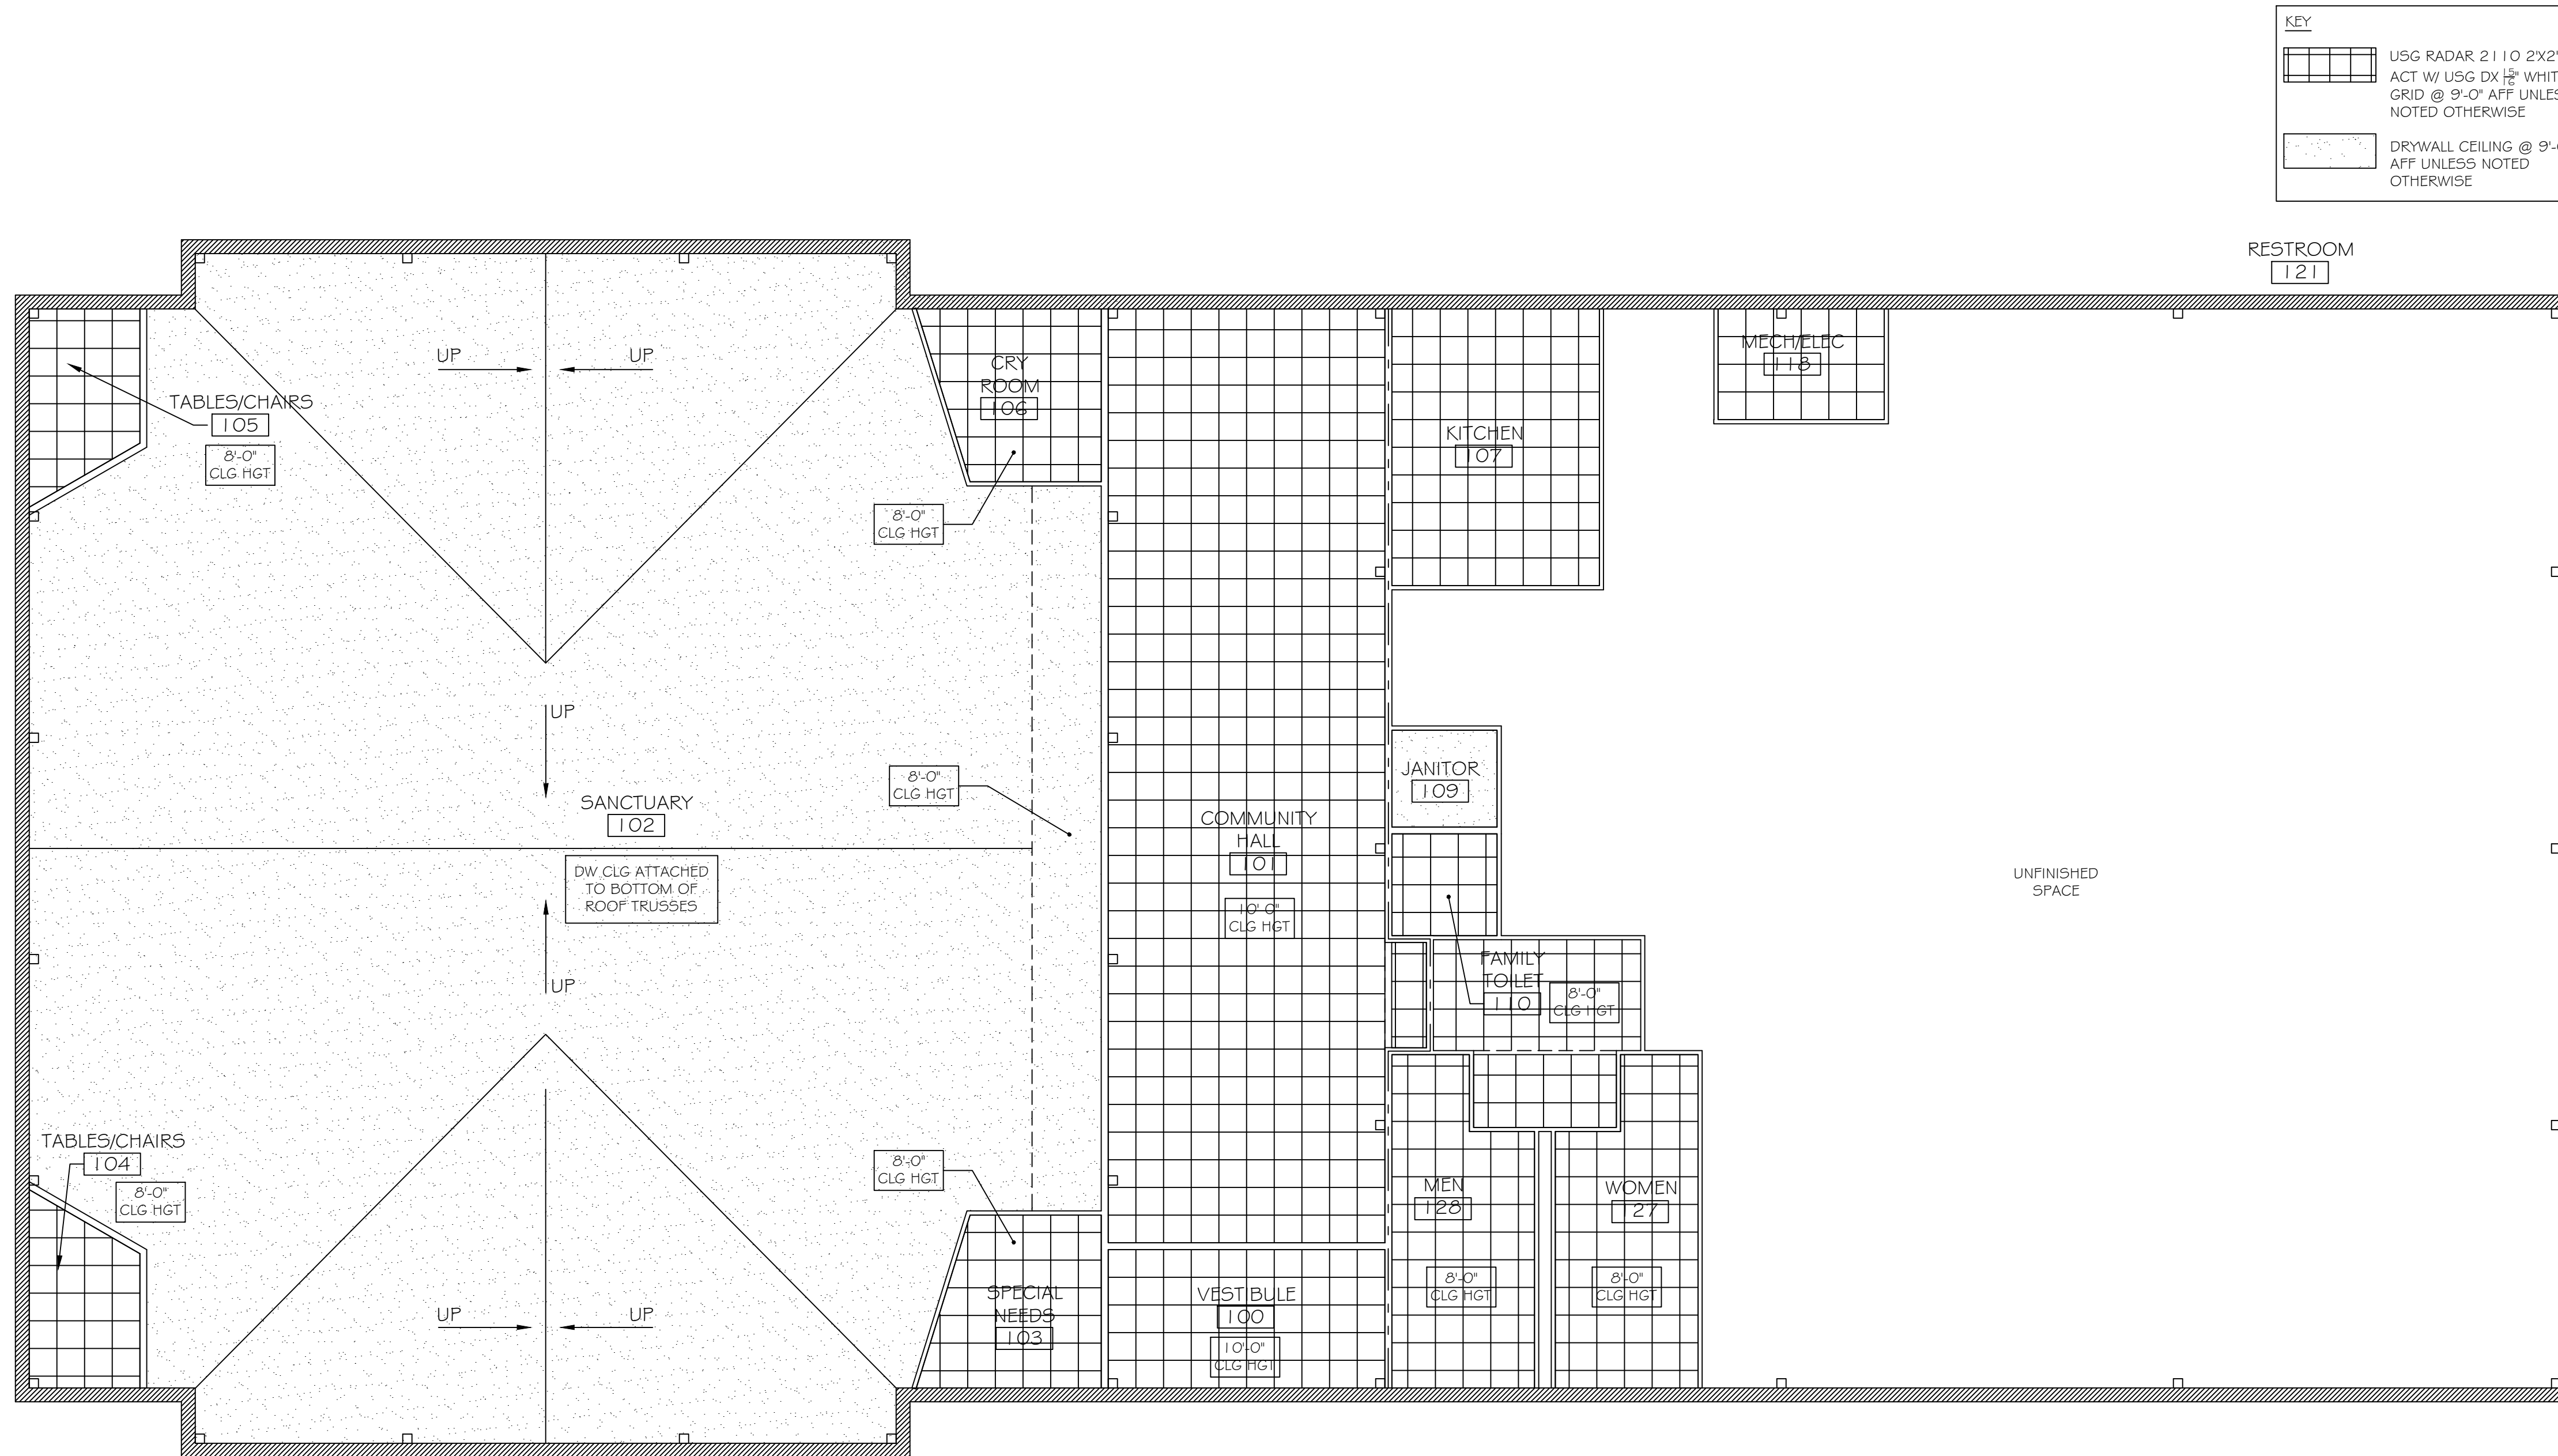 KEY
USG RADAR 2110 2'X2'
ACT W/ USG DX 15/16" WHIT
GRID @ 9'-0" AFF UNLES
NOTED OTHERWISE
DRYWALL CEILING @ 9'-
AFF UNLESS NOTED
OTHERWISE
RESTROOM
121
UP
UP
MECH/ELEC
118
CRY
ROOM
106
TABLES/CHAIRS
105
8'-0"
CLG HGT
KITCHEN
107
8'-0"
CLG HGT
UP
JANITOR
109
8'-0"
CLG HGT
SANCTUARY
102
COMMUNITY
HALL
101
DW CLG ATTACHED
TO BOTTOM OF
ROOF TRUSSES
UNFINISHED
SPACE
10'-0"
CLG HGT
UP
FAMILY
TOILET
110
8'-0"
CLG HGT
TABLES/CHAIRS
104
8'-0"
CLG HGT
8'-0"
CLG HGT
MEN
128
WOMEN
127
8'-0"
CLG HGT
8'-0"
CLG HGT
UP
UP
SPECIAL
NEEDS
103
VESTIBULE
100
10'-0"
CLG HGT